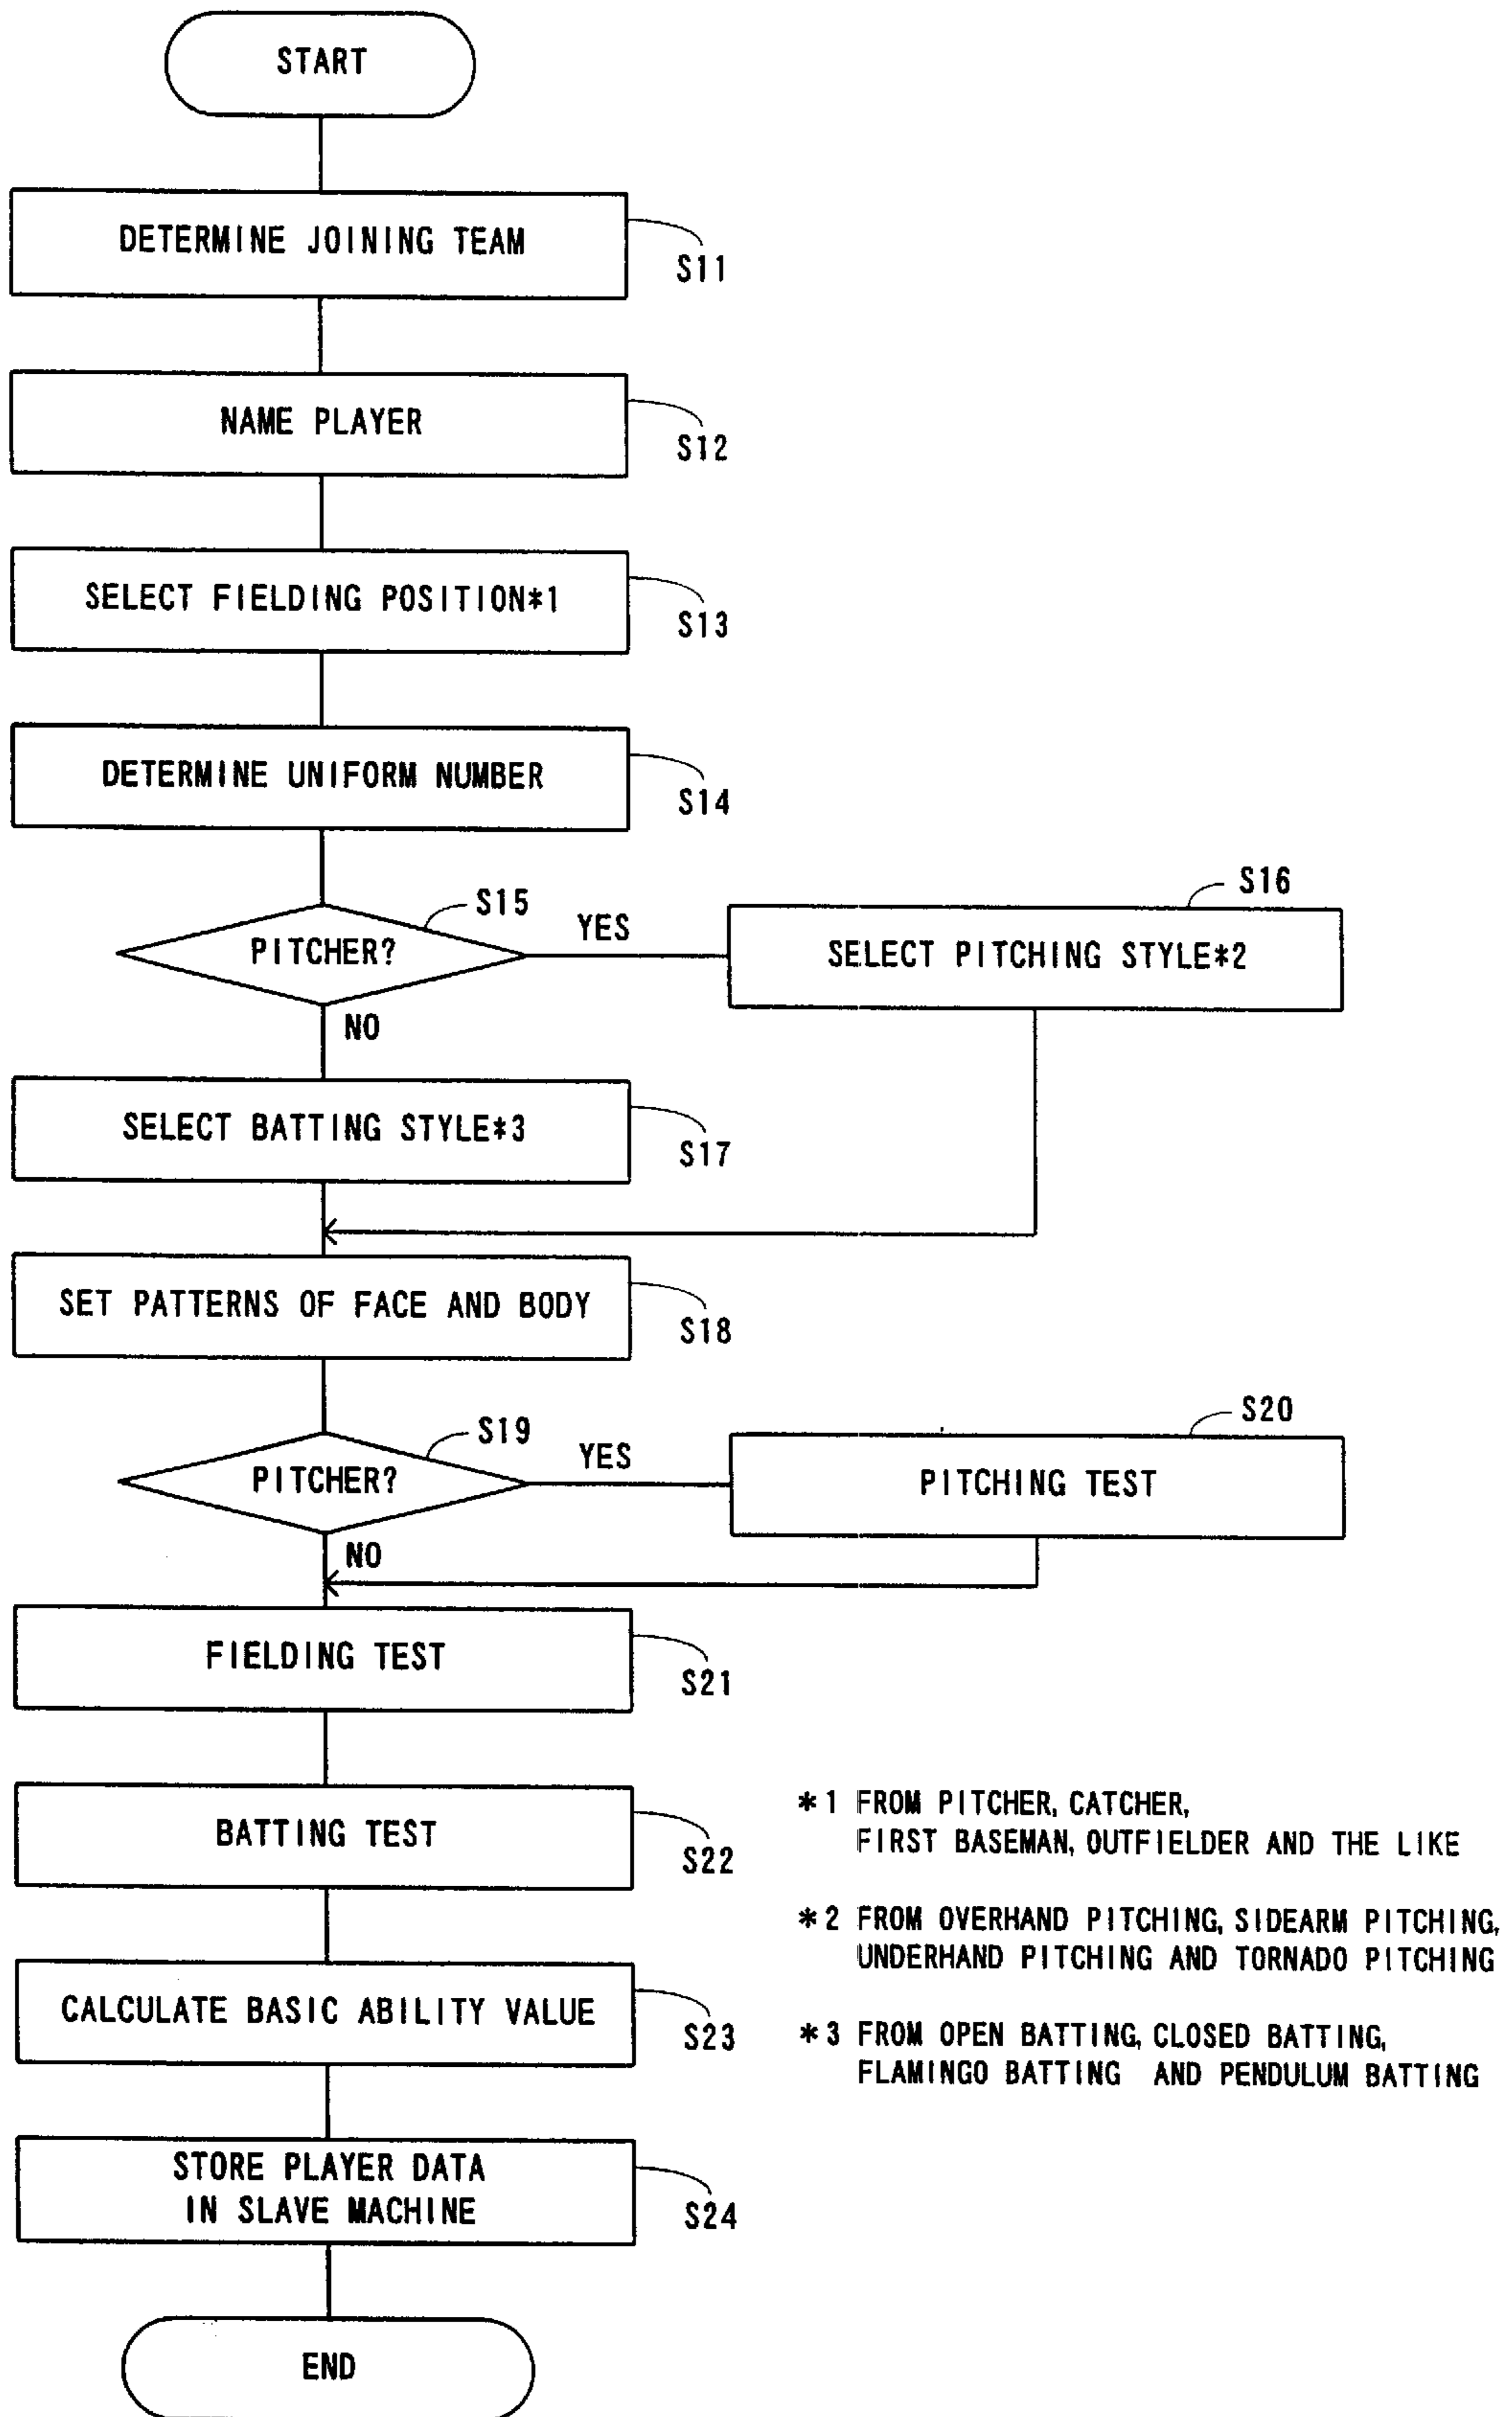 START
DETERMINE JOINING TEAM
S11
NAME PLAYER
S12
SELECT FIELDING POSITION*1
S13
DETERMINE UNIFORM NUMBER
S14
S15
PITCHER?
YES
NO
S16
SELECT PITCHING STYLE*2
SELECT BATTING STYLE*3
S17
SET PATTERNS OF FACE AND BODY
S18
S19
PITCHER?
YES
NO
S20
PITCHING TEST
FIELDING TEST
S21
BATTING TEST
S22
CALCULATE BASIC ABILITY VALUE
S23
STORE PLAYER DATA
IN SLAVE MACHINE
S24
END
*1 FROM PITCHER, CATCHER,
FIRST BASEMAN, OUTFIELDER AND THE LIKE
*2 FROM OVERHAND PITCHING, SIDEARM PITCHING,
UNDERHAND PITCHING AND TORNADO PITCHING
*3 FROM OPEN BATTING, CLOSED BATTING,
FLAMINGO BATTING AND PENDULUM BATTING